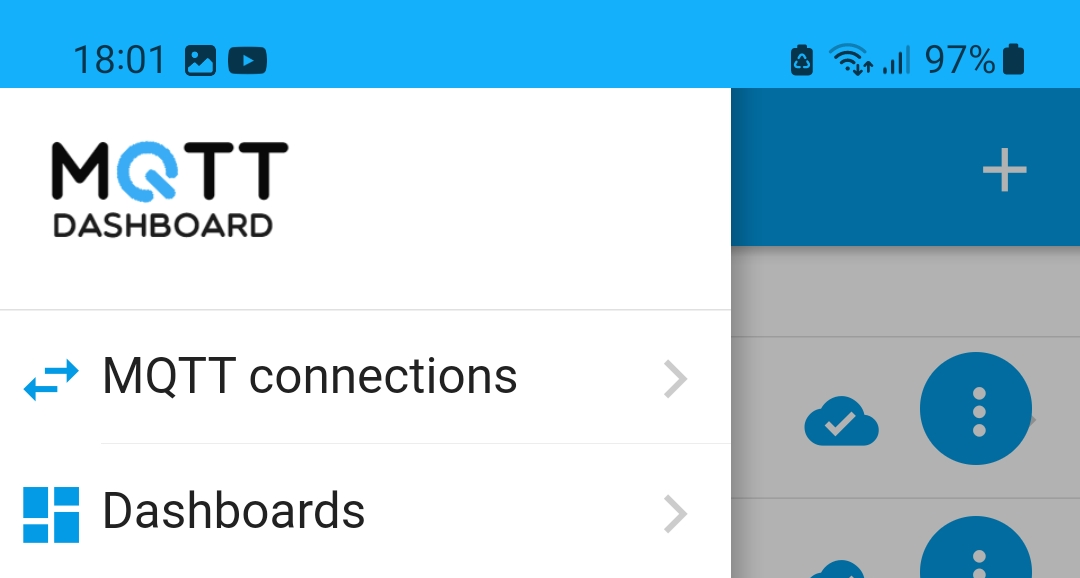 18:01 97%
MQTT
DASHBOARD
MQTT connections
Dashboards